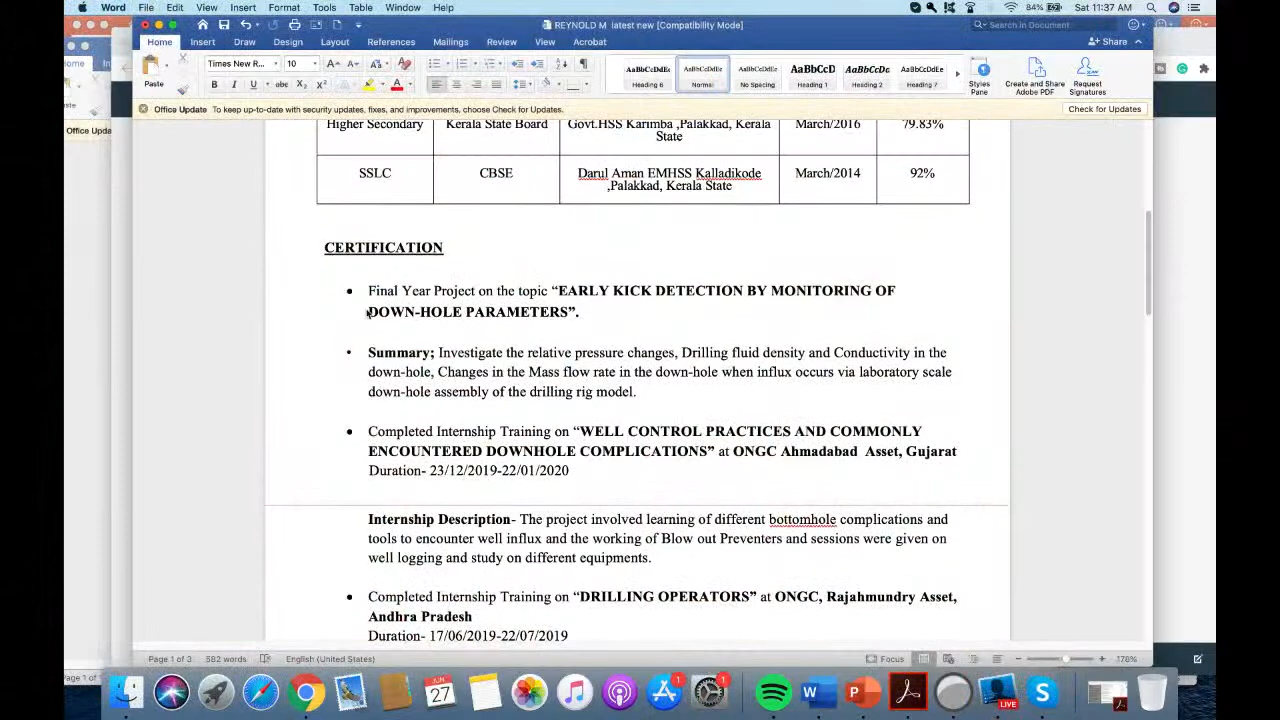 Word File Edit View Insert Format Tools Table Window Help 84% Sat 11:37 AM
REYNOLD M latest new [Compatibility Mode]
Search in Document
Home Insert Draw Design Layout References Mailings Review View Acrobat
Share
Paste
Times New R... 10
AaBbCcDdEe AaBbCcDdEe AaBbCcDdEe AaBbCcD AaBbCcDdEe AaBbCcDdEe
Heading 6 Normal No Spacing Heading 1 Heading 2 Heading 7
Styles Pane
Create and Share Adobe PDF
Request Signatures
Office Update To keep up-to-date with security updates, fixes, and improvements, choose Check for Updates.
Check for Updates
Higher Secondary Kerala State Board Govt.HSS Karimba ,Palakkad, Kerala March/2016 79.83%
State
SSLC CBSE Darul Aman EMHSS Kalladikode March/2014 92%
,Palakkad, Kerala State
CERTIFICATION
• Final Year Project on the topic “EARLY KICK DETECTION BY MONITORING OF
DOWN-HOLE PARAMETERS”.
• Summary; Investigate the relative pressure changes, Drilling fluid density and Conductivity in the
down-hole, Changes in the Mass flow rate in the down-hole when influx occurs via laboratory scale
down-hole assembly of the drilling rig model.
• Completed Internship Training on “WELL CONTROL PRACTICES AND COMMONLY
ENCOUNTERED DOWNHOLE COMPLICATIONS” at ONGC Ahmadabad Asset, Gujarat
Duration- 23/12/2019-22/01/2020
Internship Description- The project involved learning of different bottomhole complications and
tools to encounter well influx and the working of Blow out Preventers and sessions were given on
well logging and study on different equipments.
• Completed Internship Training on “DRILLING OPERATORS” at ONGC, Rajahmundry Asset,
Andhra Pradesh
Duration- 17/06/2019-22/07/2019
Page 1 of 3 582 words English (United States) Focus 178%
JUN
27
1
1
LIVE